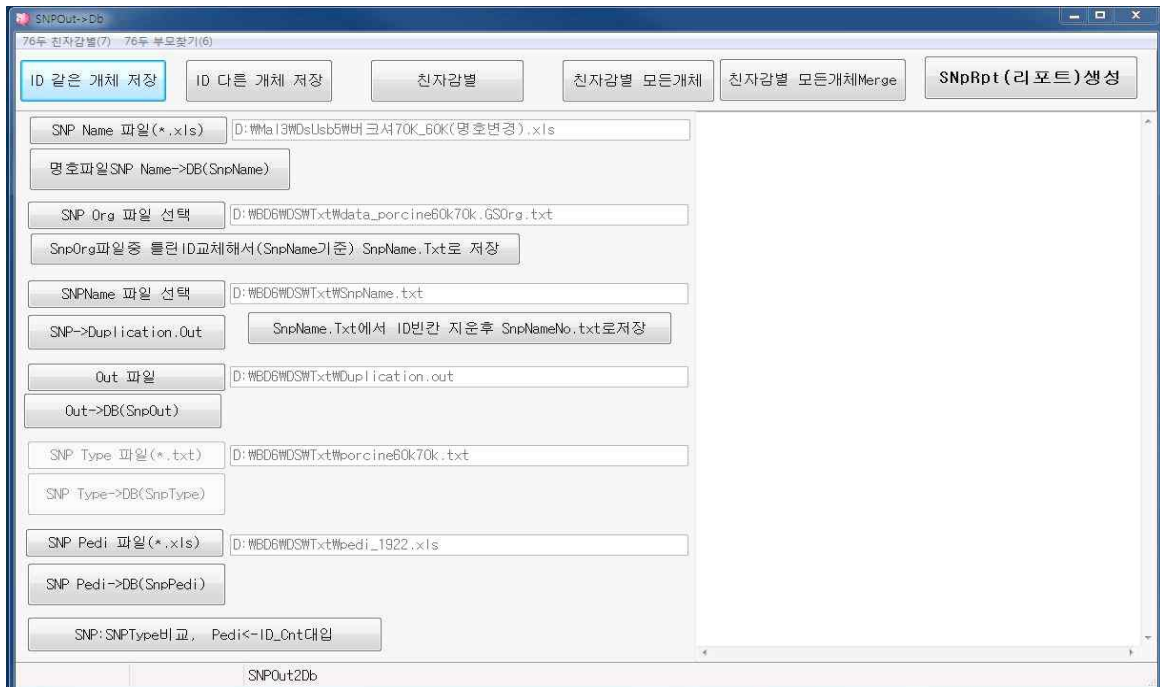 SNPOut->Db
76두 친자감별(7) 76두 부모찾기(6)
ID 같은 개체 저장 ID 다른 개체 저장 친자감별 친자감별 모든개체 친자감별 모든개체Merge SNpRpt(리포트)생성
SNP Name 파일(*.xls) D:₩Mal3₩DsUsb5₩버크셔70K_60K(명호변경).xls
명호파일SNP Name->DB(SnpName)
SNP Org 파일 선택 D:₩BD6₩DS₩Txt₩data_porcine60k70k.GSOrg.txt
SnpOrg파일중 틀린ID교체해서(SnpName기준) SnpName.Txt로 저장
SNPName 파일 선택 D:₩BD6₩DS₩Txt₩SnpName.txt
SNP->Duplication.Out SnpName.Txt에서 ID빈칸 지운후 SnpNameNo.txt로저장
Out 파일 D:₩BD6₩DS₩Txt₩Duplication.out
Out->DB(SnpOut)
SNP Type 파일(*.txt) D:₩BD6₩DS₩Txt₩porcine60k70k.txt
SNP Type->DB(SnpType)
SNP Pedi 파일(*.xls) D:₩BD6₩DS₩Txt₩pedi_1922.xls
SNP Pedi->DB(SnpPedi)
SNP:SNPType비교, Pedi<-ID_Cnt대입
SNPOut2Db